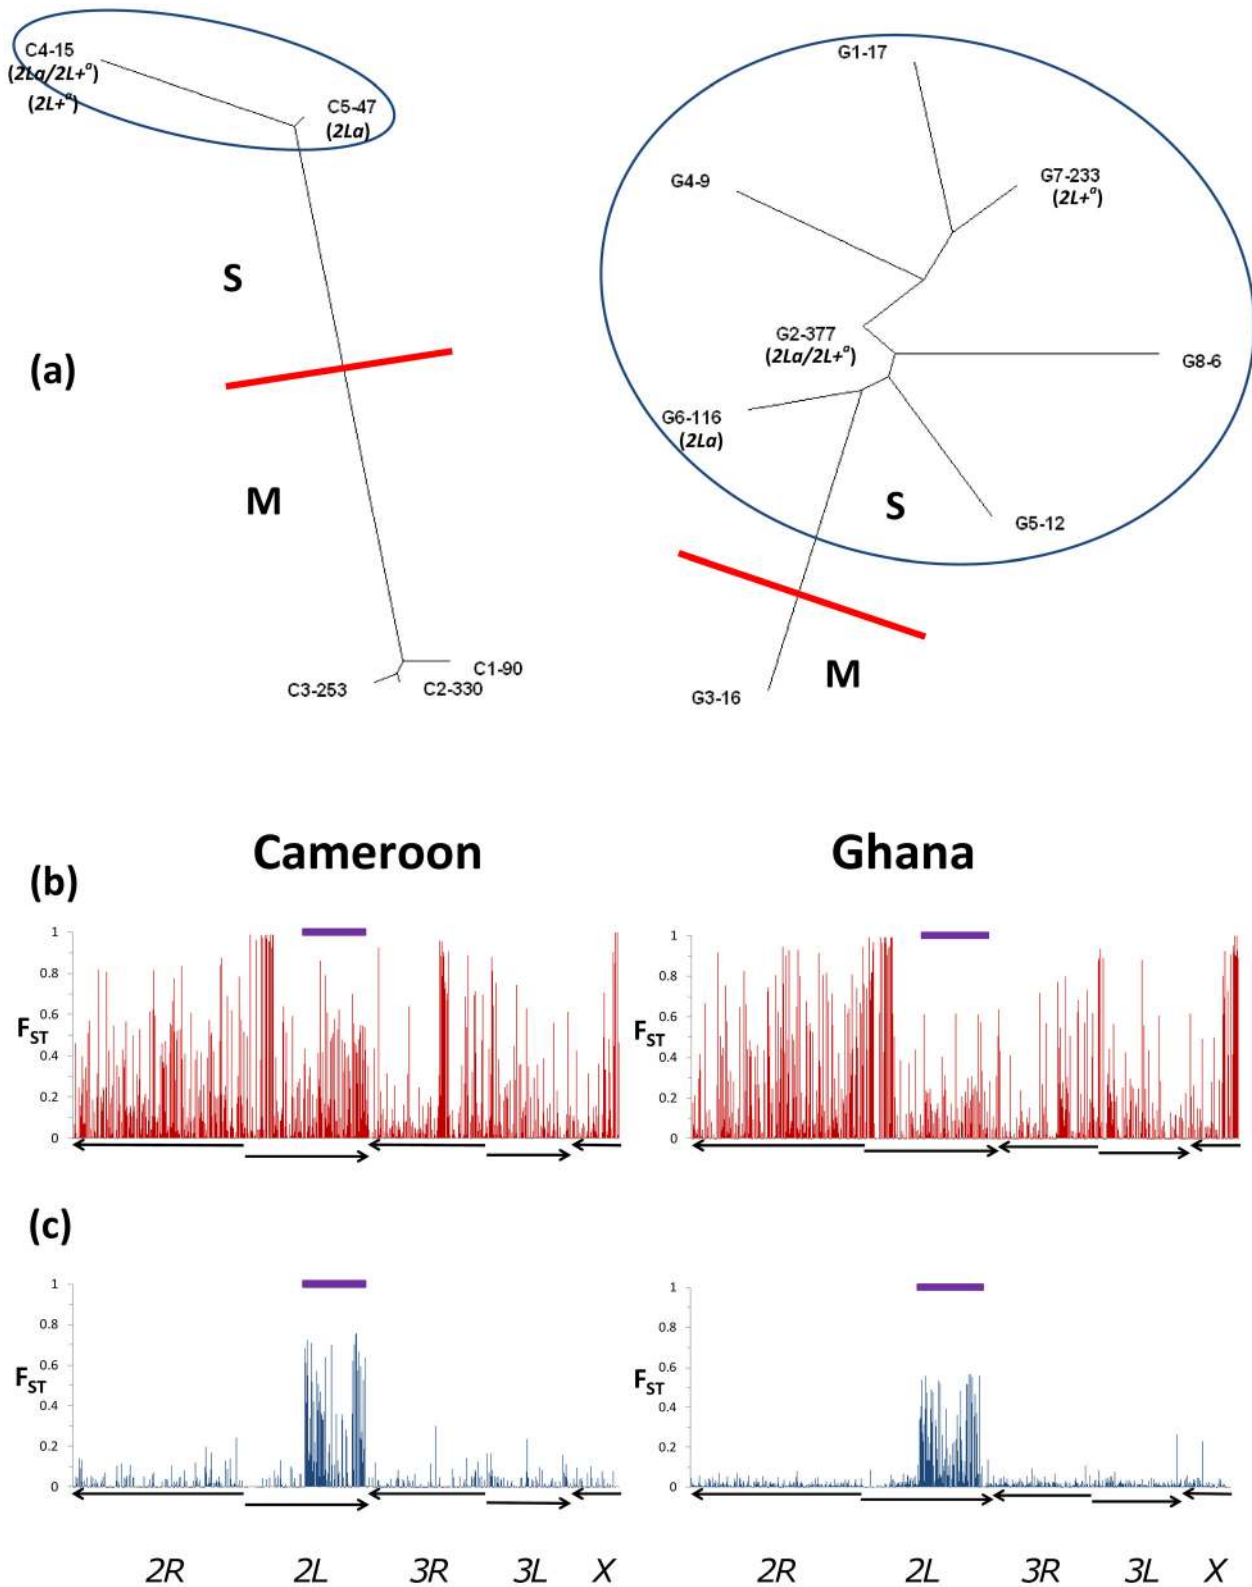 C4-15
(2La/2L+ᵃ)
(2L+ᵃ)
C5-47
(2La)
S
(a)
M
C3-253
C2-330
C1-90
G1-17
G4-9
G7-233
(2L+ᵃ)
G2-377
(2La/2L+ᵃ)
G8-6
G6-116
(2La)
S
G5-12
M
G3-16
Cameroon
Ghana
(b)
1
0.8
0.6
FST
0.4
0.2
0
1
0.8
0.6
FST
0.4
0.2
0
(c)
1
0.8
0.6
FST
0.4
0.2
0
1
0.8
0.6
FST
0.4
0.2
0
2R 2L 3R 3L X
2R 2L 3R 3L X